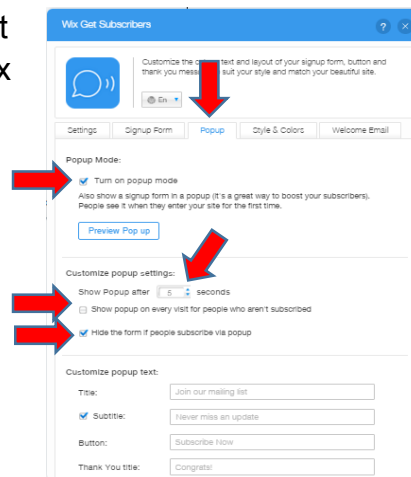 t
x
Wix Get Subscribers
? ×
Customize the text and layout of your signup form, button and
thank you suit your style and match your beautiful site.
En
Settings Signup Form Popup Style & Colors Welcome Email
Popup Mode:
Turn on popup mode
Also show a signup form in a popup (it's a great way to boost your subscribers).
People see it when they enter your site for the first time.
Preview Pop up
Customize popup settings:
Show Popup after 5 seconds
Show popup on every visit for people who aren't subscribed
Hide the form if people subscribe via popup
Customize popup text:
Title: Join our mailing list
Subtitle: Never miss an update
Button: Subscribe Now
Thank You title: Congrats!